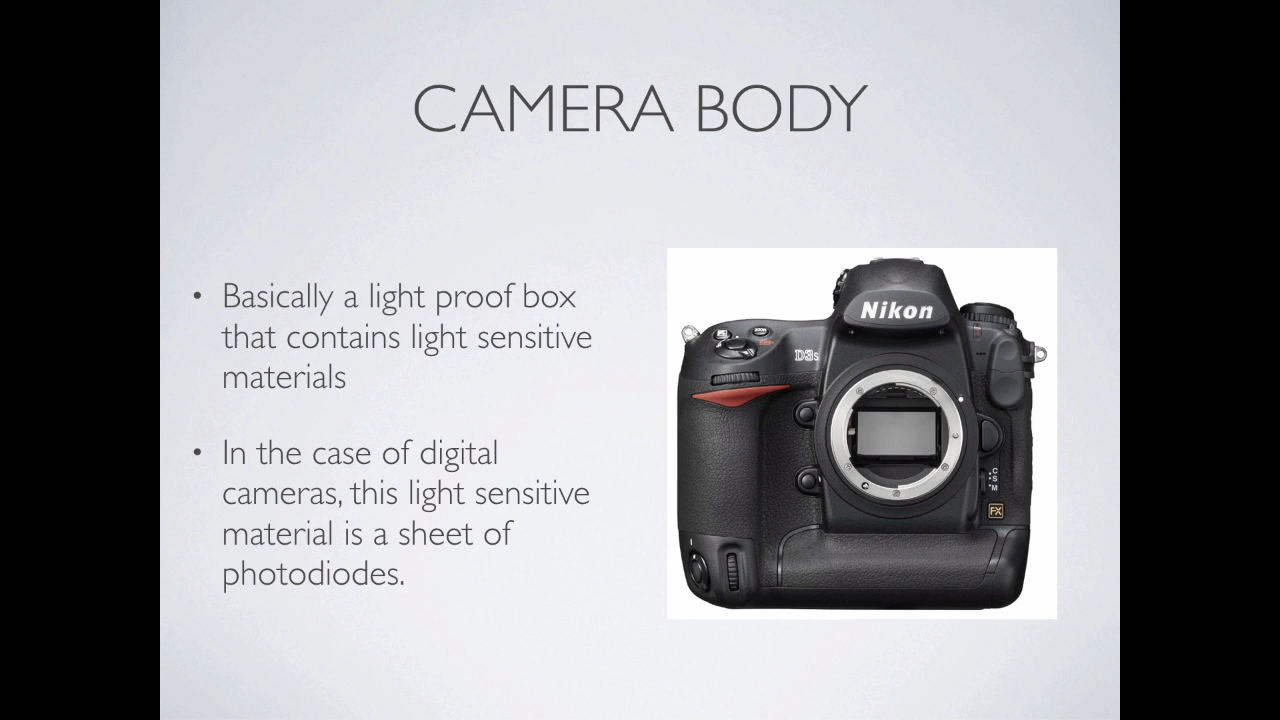 CAMERA BODY
• Basically a light proof box
that contains light sensitive
materials
• In the case of digital
cameras, this light sensitive
material is a sheet of
photodiodes.
Nikon
D3s
C
S
M
FX